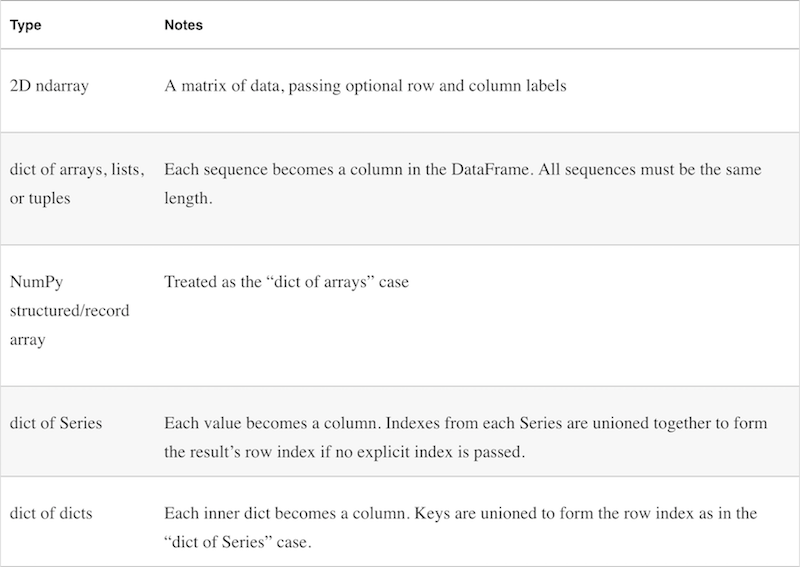 Type Notes
2D ndarray A matrix of data, passing optional row and column labels
dict of arrays, lists, Each sequence becomes a column in the DataFrame. All sequences must be the same
or tuples length.
NumPy Treated as the “dict of arrays” case
structured/record
array
dict of Series Each value becomes a column. Indexes from each Series are unioned together to form
the result’s row index if no explicit index is passed.
dict of dicts Each inner dict becomes a column. Keys are unioned to form the row index as in the
“dict of Series” case.